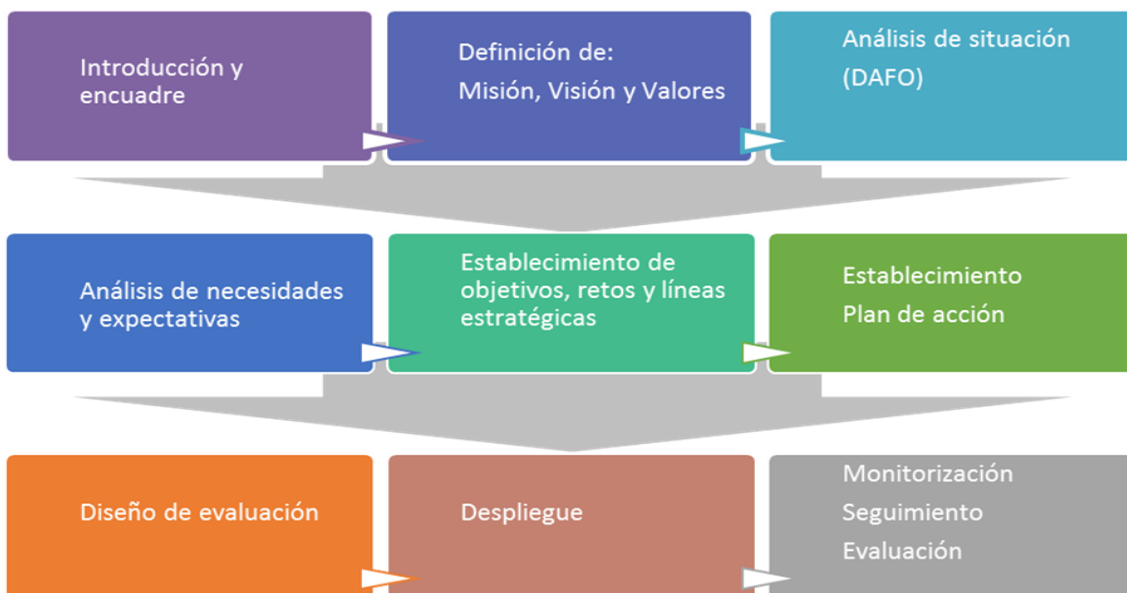 Introducción y
encuadre
Definición de:
Misión, Visión y Valores
Análisis de situación
(DAFO)
Análisis de necesidades
y expectativas
Establecimiento de
objetivos, retos y líneas
estratégicas
Establecimiento
Plan de acción
Diseño de evaluación
Despliegue
Monitorización
Seguimiento
Evaluación